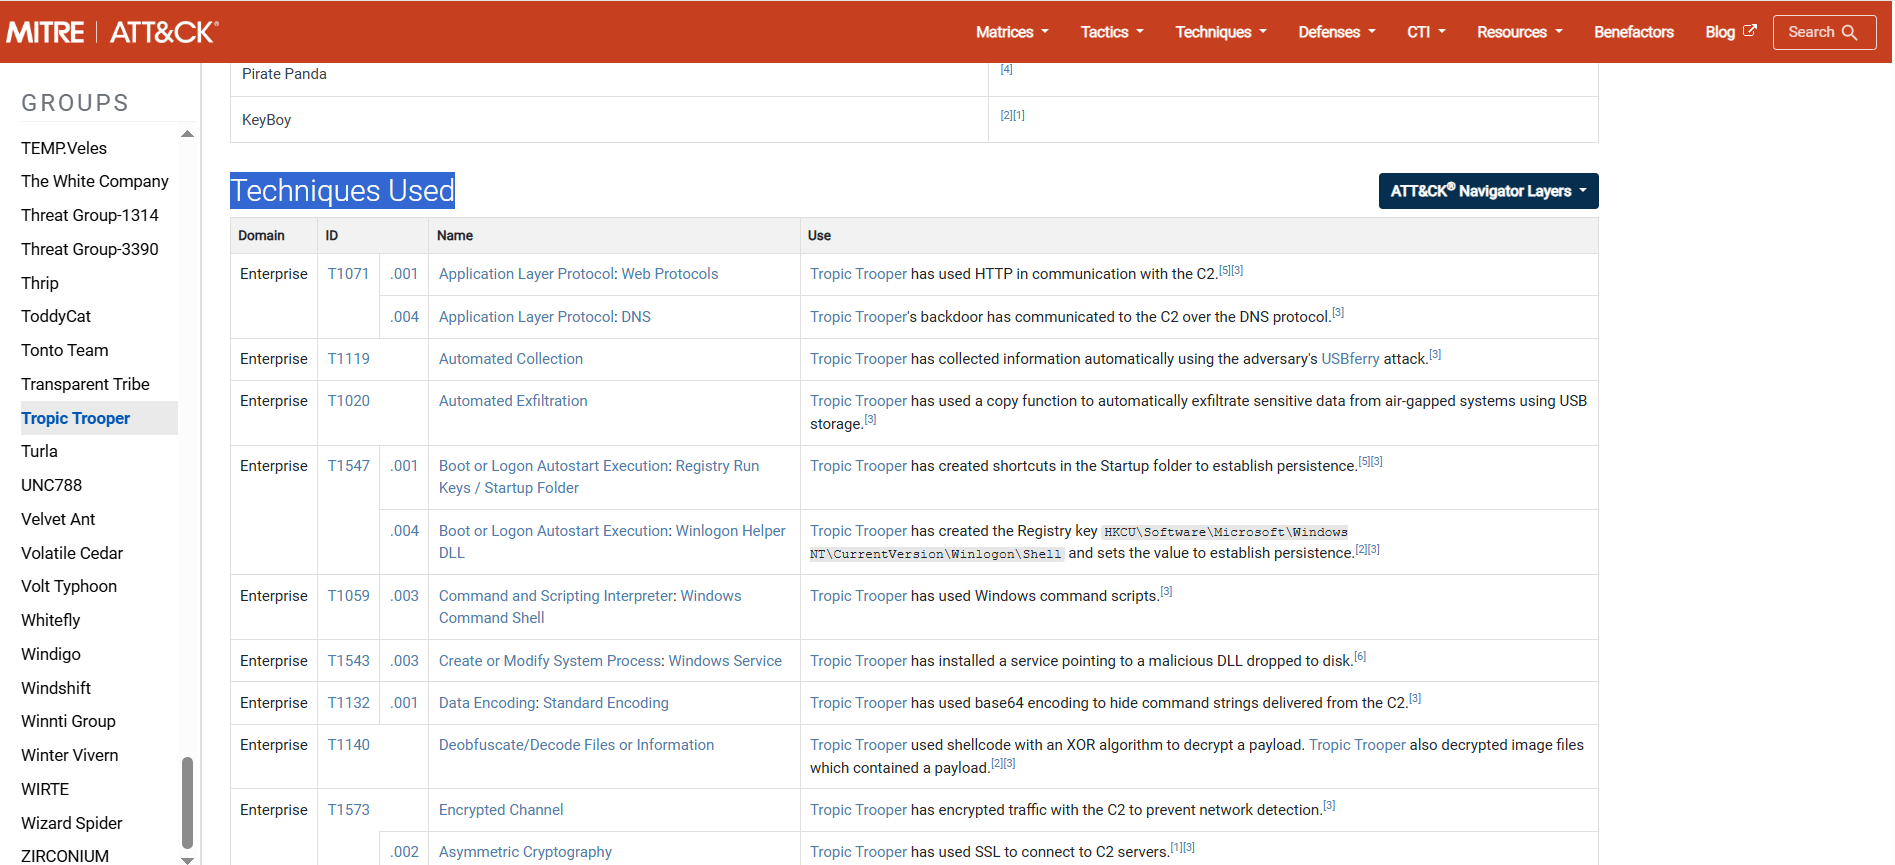 MITRE | ATT&CK®
Matrices Tactics Techniques Defenses CTI Resources Benefactors Blog Search
GROUPS
TEMP.Veles
The White Company
Threat Group-1314
Threat Group-3390
Thrip
ToddyCat
Tonto Team
Transparent Tribe
Tropic Trooper
Turla
UNC788
Velvet Ant
Volatile Cedar
Volt Typhoon
Whitefly
Windigo
Windshift
Winnti Group
Winter Vivern
WIRTE
Wizard Spider
ZIRCONIUM
Pirate Panda [4]
KeyBoy [2][1]
Techniques Used
ATT&CK® Navigator Layers
Domain ID Name Use
Enterprise T1071 .001 Application Layer Protocol: Web Protocols Tropic Trooper has used HTTP in communication with the C2.[5][3]
.004 Application Layer Protocol: DNS Tropic Trooper's backdoor has communicated to the C2 over the DNS protocol.[3]
Enterprise T1119 Automated Collection Tropic Trooper has collected information automatically using the adversary's USBferry attack.[3]
Enterprise T1020 Automated Exfiltration Tropic Trooper has used a copy function to automatically exfiltrate sensitive data from air-gapped systems using USB
storage.[3]
Enterprise T1547 .001 Boot or Logon Autostart Execution: Registry Run
Keys / Startup Folder
Tropic Trooper has created shortcuts in the Startup folder to establish persistence.[5][3]
.004 Boot or Logon Autostart Execution: Winlogon Helper
DLL
Tropic Trooper has created the Registry key HKCU\Software\Microsoft\Windows
NT\CurrentVersion\Winlogon\Shell and sets the value to establish persistence.[2][3]
Enterprise T1059 .003 Command and Scripting Interpreter: Windows
Command Shell
Tropic Trooper has used Windows command scripts.[3]
Enterprise T1543 .003 Create or Modify System Process: Windows Service Tropic Trooper has installed a service pointing to a malicious DLL dropped to disk.[6]
Enterprise T1132 .001 Data Encoding: Standard Encoding Tropic Trooper has used base64 encoding to hide command strings delivered from the C2.[3]
Enterprise T1140 Deobfuscate/Decode Files or Information Tropic Trooper used shellcode with an XOR algorithm to decrypt a payload. Tropic Trooper also decrypted image files
which contained a payload.[2][3]
Enterprise T1573 Encrypted Channel Tropic Trooper has encrypted traffic with the C2 to prevent network detection.[3]
.002 Asymmetric Cryptography Tropic Trooper has used SSL to connect to C2 servers.[1][3]